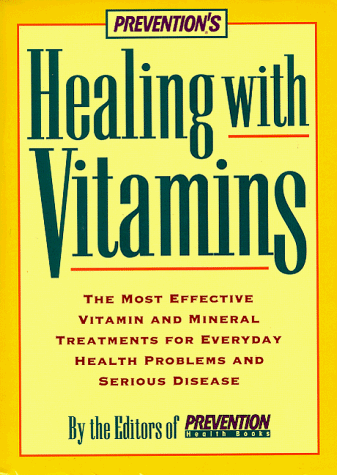 PREVENTION'S
Healing with
Vitamins
THE MOST EFFECTIVE
VITAMIN AND MINERAL
TREATMENTS FOR EVERYDAY
HEALTH PROBLEMS AND
SERIOUS DISEASE
By the Editors of PREVENTION
Health Books